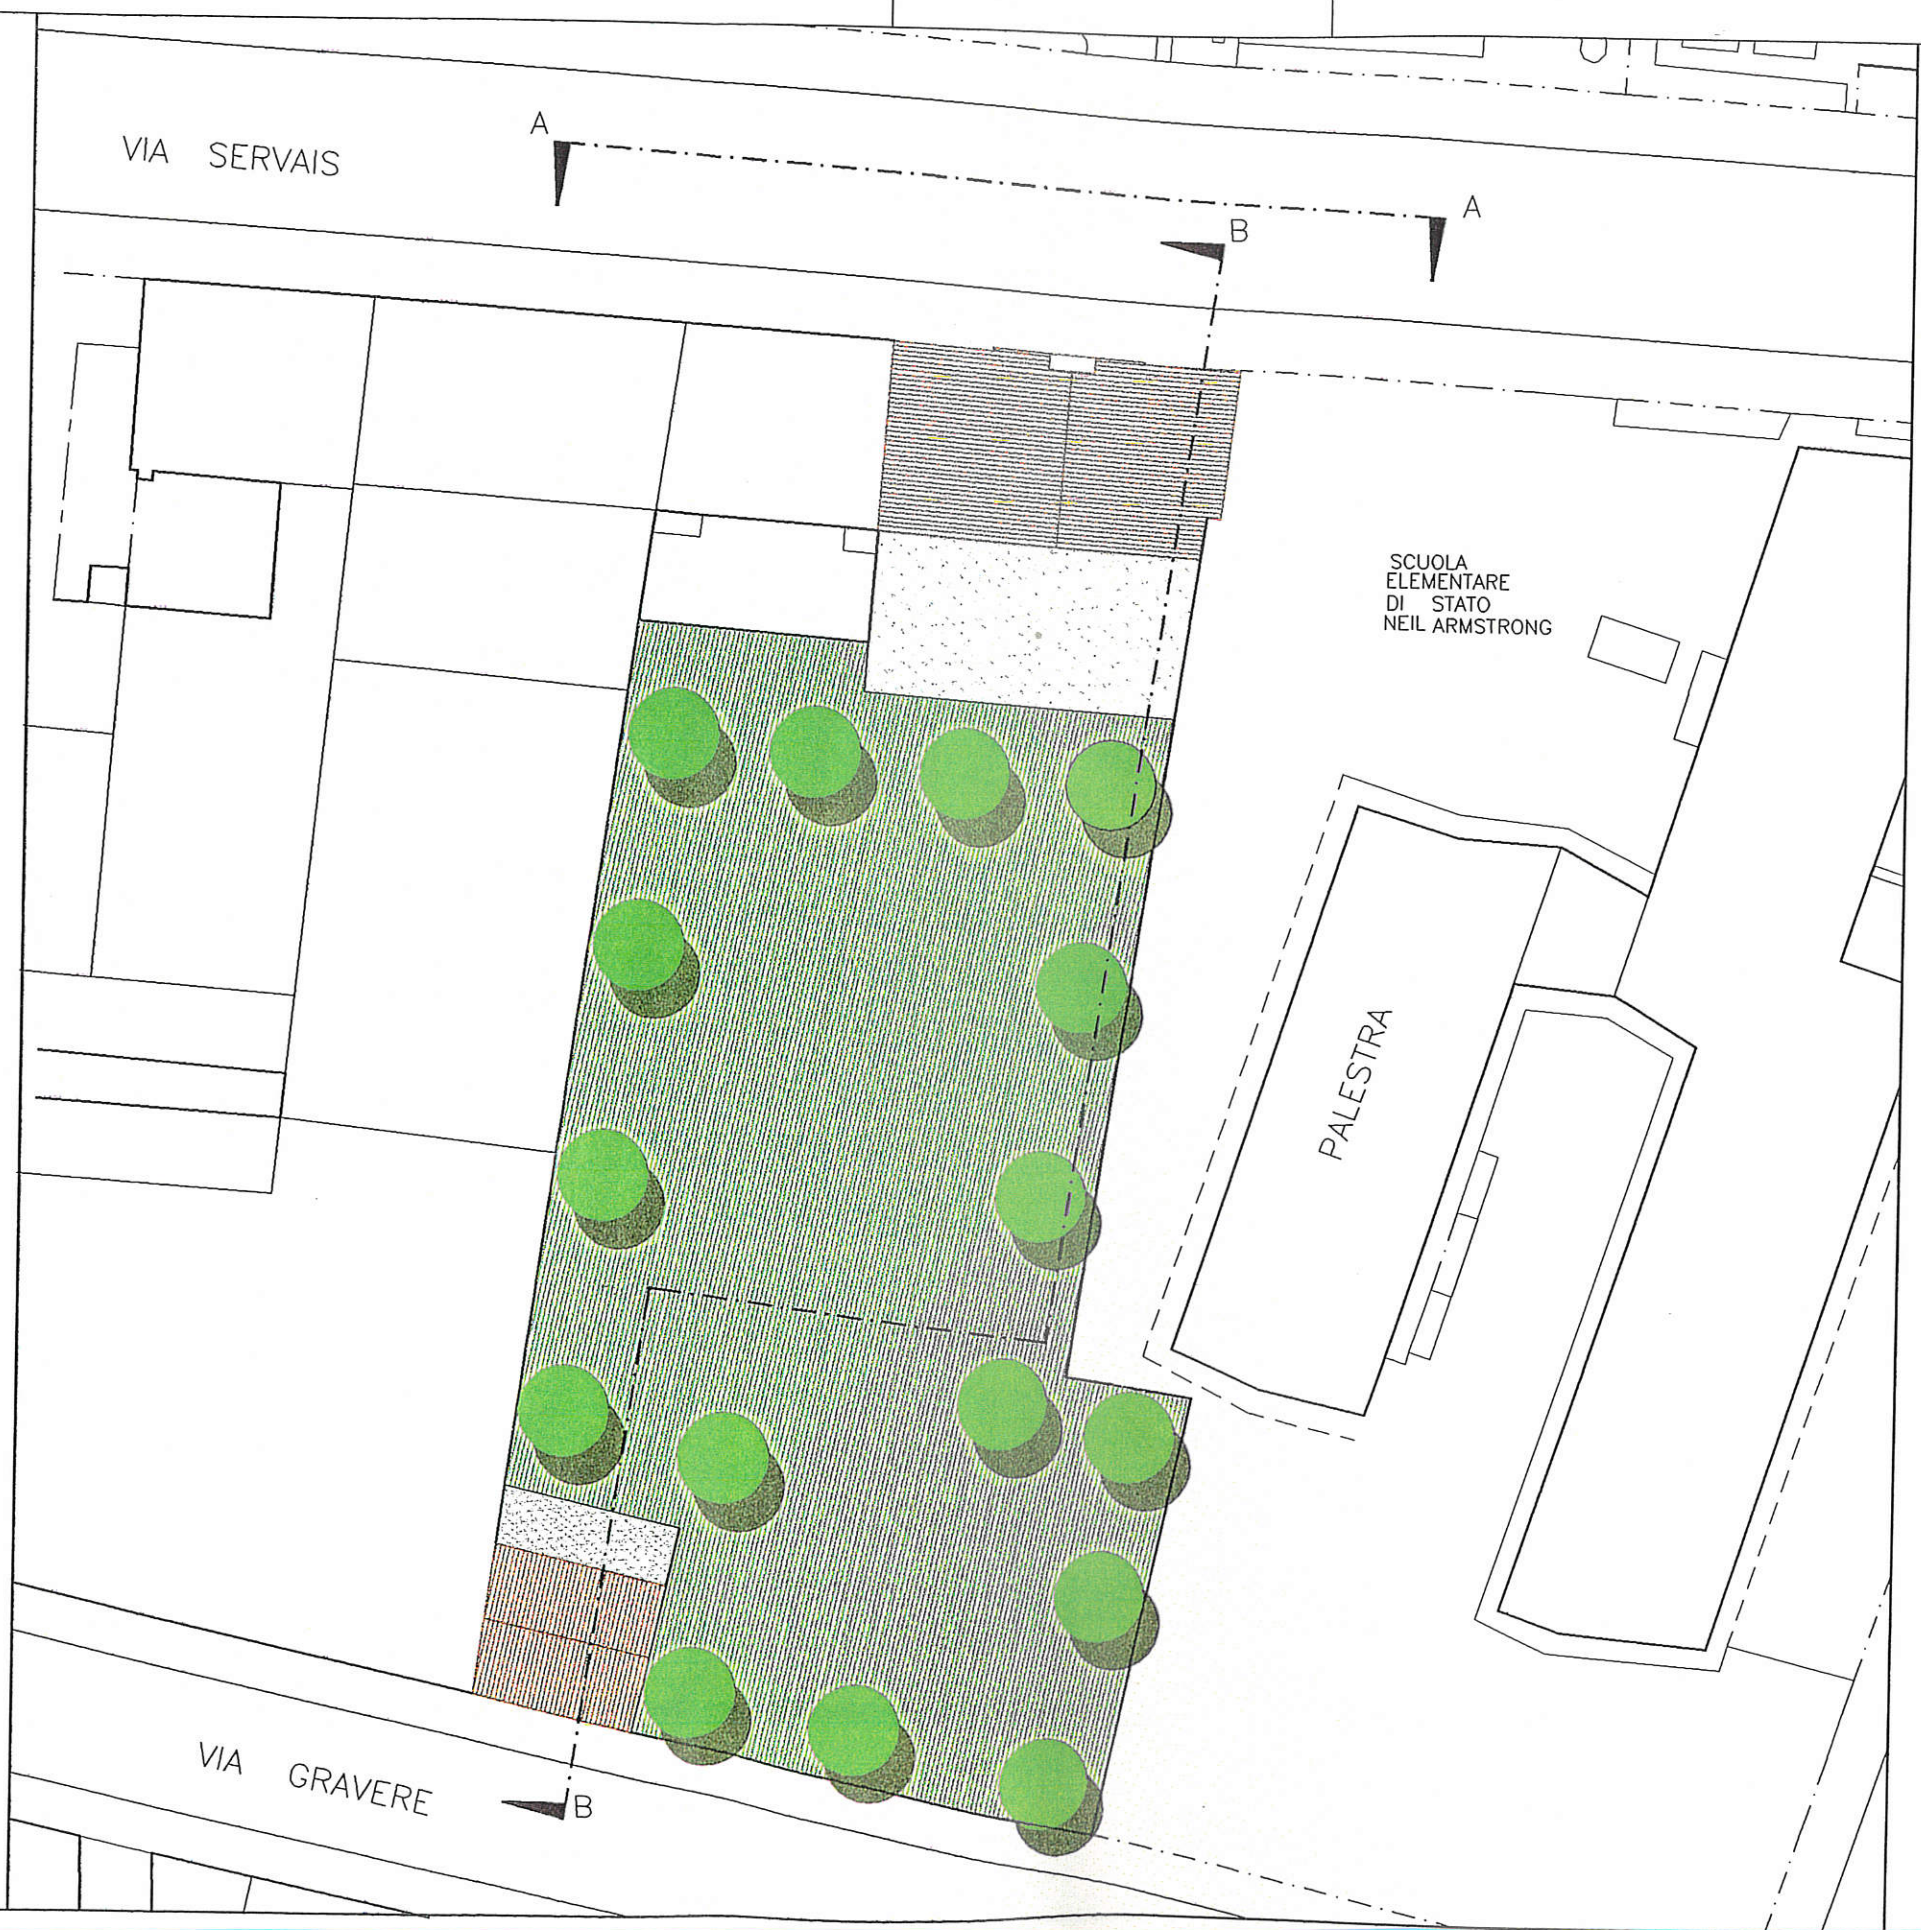 A
VIA SERVAIS
A
B
SCUOLA
ELEMENTARE
DI STATO
NEIL ARMSTRONG
PALESTRA
VIA GRAVERE
B